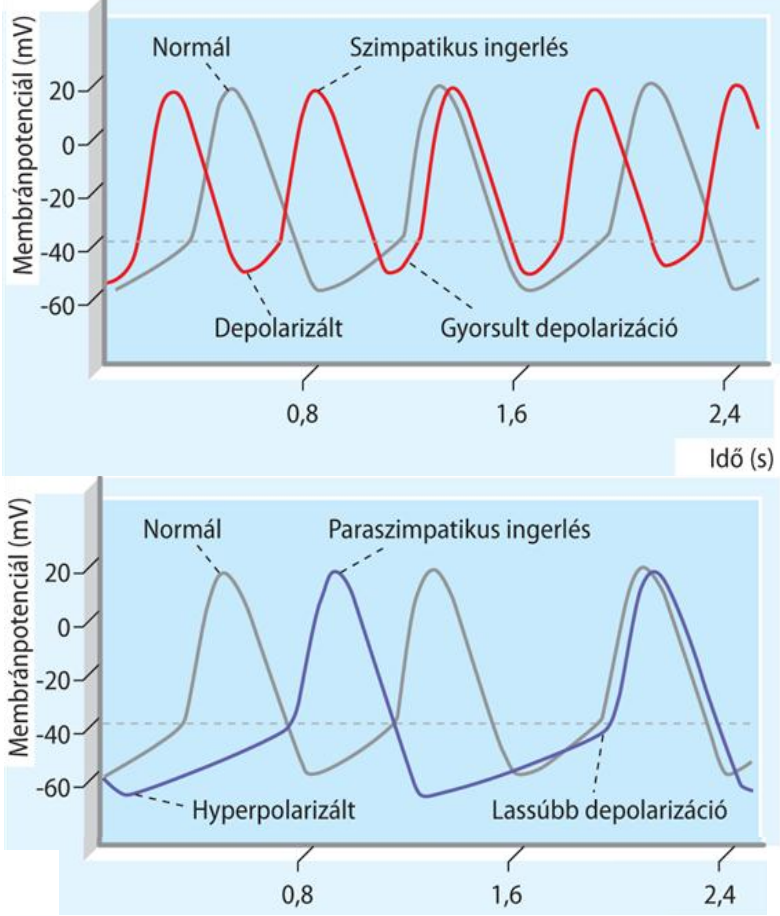 Membránpotenciál (mV)
Normál
Szimpatikus ingerlés
20
0
-20
-40
-60
Depolarizált
Gyorsult depolarizáció
0,8
1,6
2,4
Idő (s)
Membránpotenciál (mV)
Normál
Paraszimpatikus ingerlés
20
0
-20
-40
-60
Hyperpolarizált
Lassúbb depolarizáció
0,8
1,6
2,4